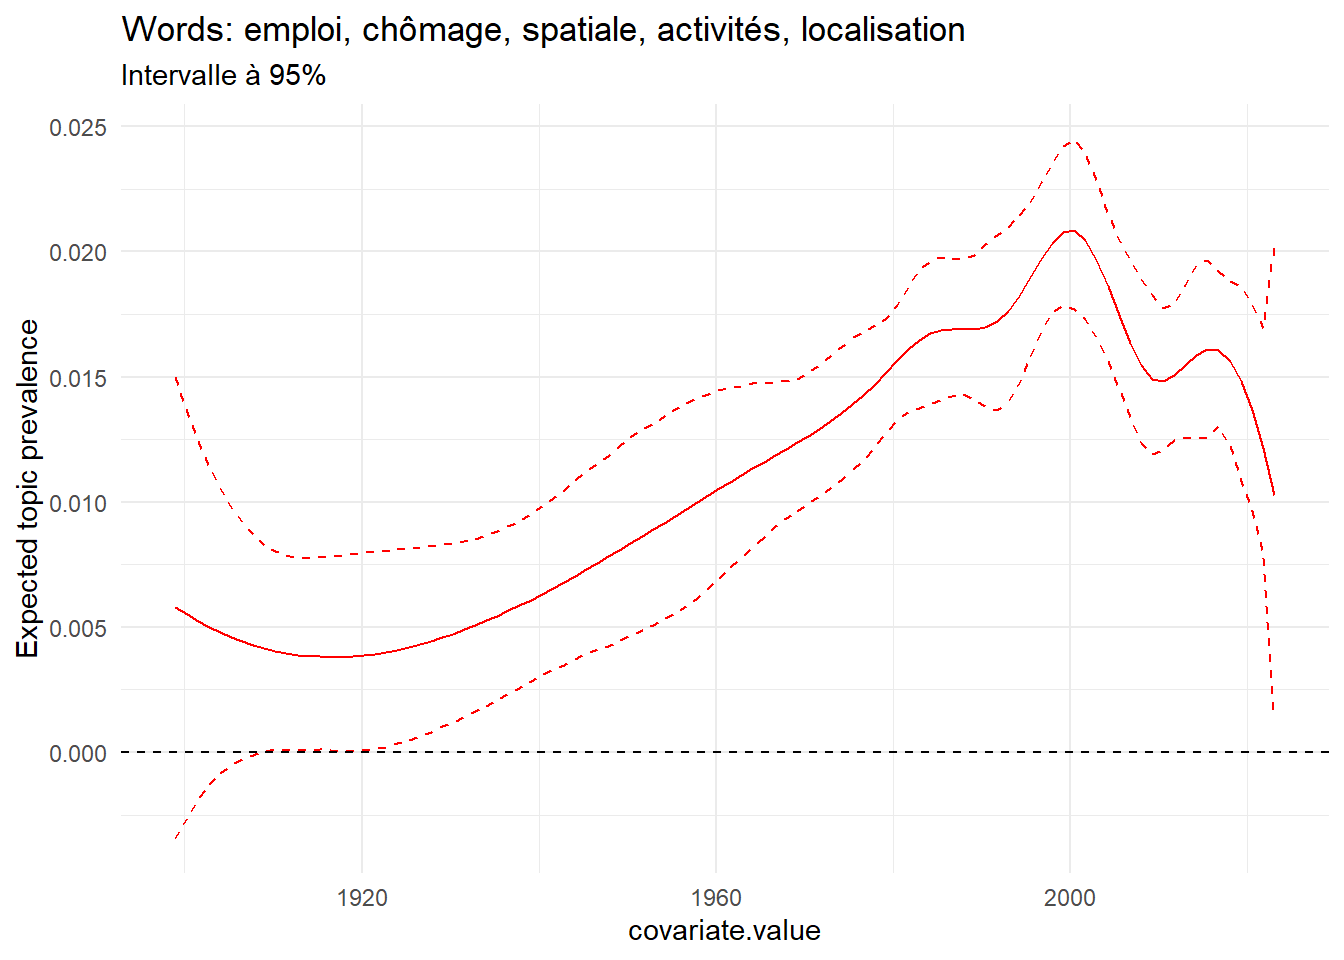 Words: emploi, chômage, spatiale, activités, localisation
Intervalle à 95%
0.025
0.020
0.015
0.010
0.005
0.000
Expected topic prevalence
1920
1960
2000
covariate.value